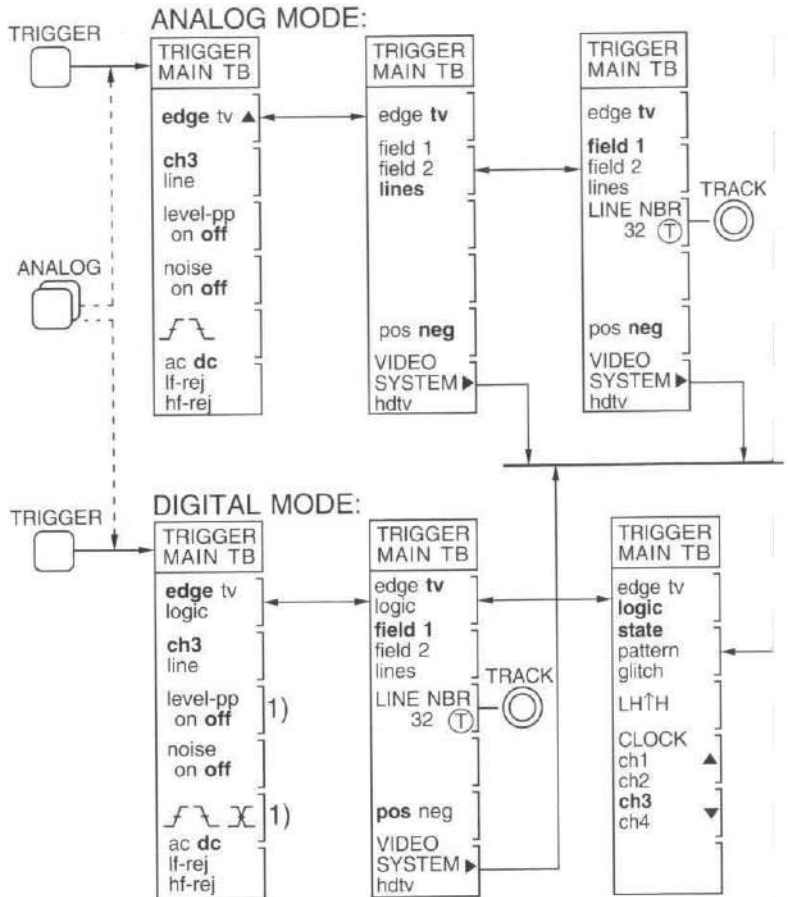 ANALOG MODE:
TRIGGER
TRIGGER
MAIN TB
edge tv ▲
ch3
line
level-pp
on off
noise
on off
ac dc
lf-rej
hf-rej
TRIGGER
MAIN TB
edge tv
field 1
field 2
lines
pos neg
VIDEO
SYSTEM ▶
hdtv
TRIGGER
MAIN TB
edge tv
field 1
field 2
lines
LINE NBR
32 Ⓣ
TRACK
pos neg
VIDEO
SYSTEM ▶
hdtv
ANALOG
DIGITAL MODE:
TRIGGER
TRIGGER
MAIN TB
edge tv
logic
ch3
line
level-pp
on off
1)
noise
on off
1)
ac dc
lf-rej
hf-rej
TRIGGER
MAIN TB
edge tv
logic
field 1
field 2
lines
LINE NBR
32 Ⓣ
TRACK
pos neg
VIDEO
SYSTEM ▶
hdtv
TRIGGER
MAIN TB
edge tv
logic
state
pattern
glitch
LH↑H
CLOCK
ch1 ▲
ch2
ch3
ch4 ▼